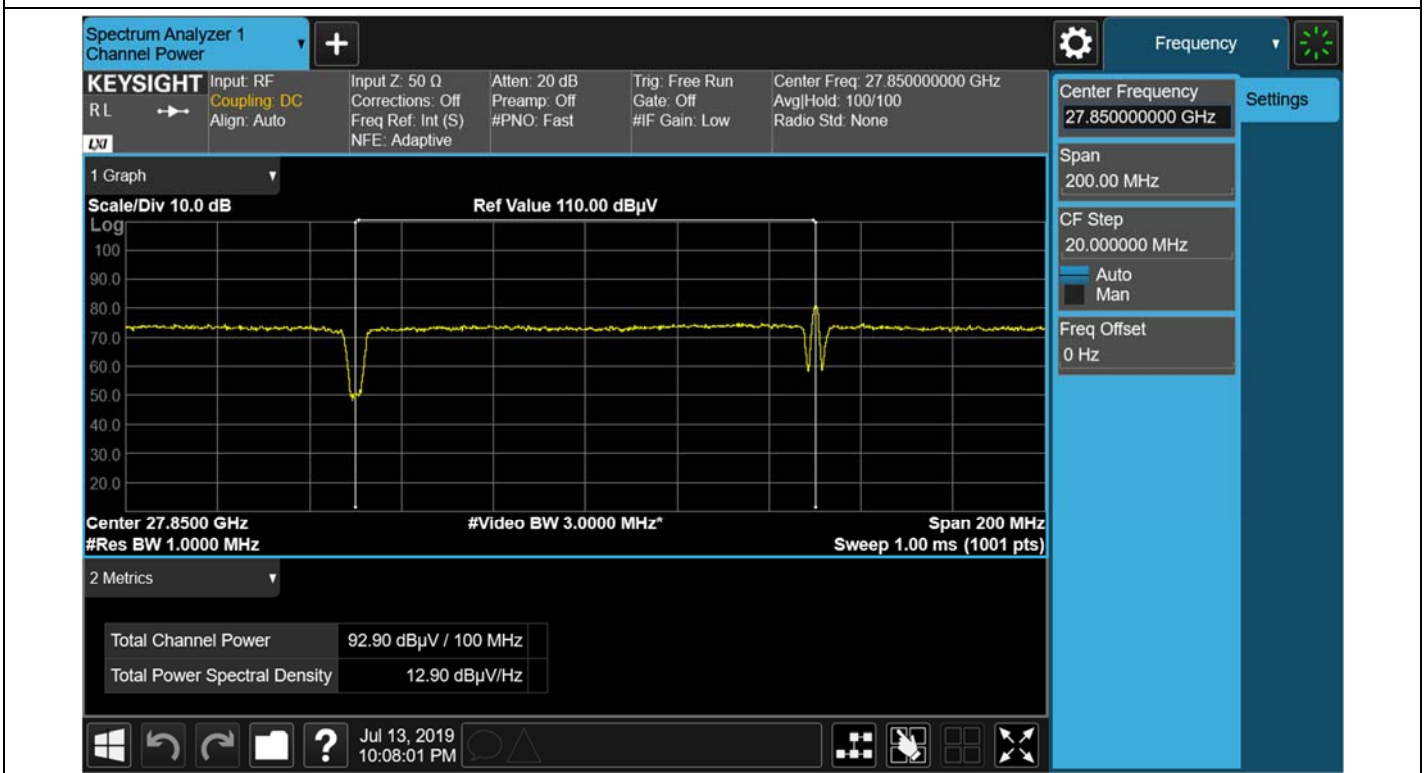 Spectrum Analyzer 1
Channel Power
+
Frequency
KEYSIGHT
R L
LXI
Input: RF
Coupling: DC
Align: Auto
Input Z: 50 Ω
Corrections: Off
Freq Ref: Int (S)
NFE: Adaptive
Atten: 20 dB
Preamp: Off
#PNO: Fast
Trig: Free Run
Gate: Off
#IF Gain: Low
Center Freq: 27.850000000 GHz
Avg|Hold: 100/100
Radio Std: None
Center Frequency
27.850000000 GHz
Settings
Span
200.00 MHz
CF Step
20.000000 MHz
Auto
Man
Freq Offset
0 Hz
1 Graph
Scale/Div 10.0 dB
Ref Value 110.00 dBµV
Log
100
90.0
80.0
70.0
60.0
50.0
40.0
30.0
20.0
Center 27.8500 GHz
#Video BW 3.0000 MHz*
Span 200 MHz
#Res BW 1.0000 MHz
Sweep 1.00 ms (1001 pts)
2 Metrics
Total Channel Power 92.90 dBµV / 100 MHz
Total Power Spectral Density 12.90 dBµV/Hz
?
Jul 13, 2019
10:08:01 PM